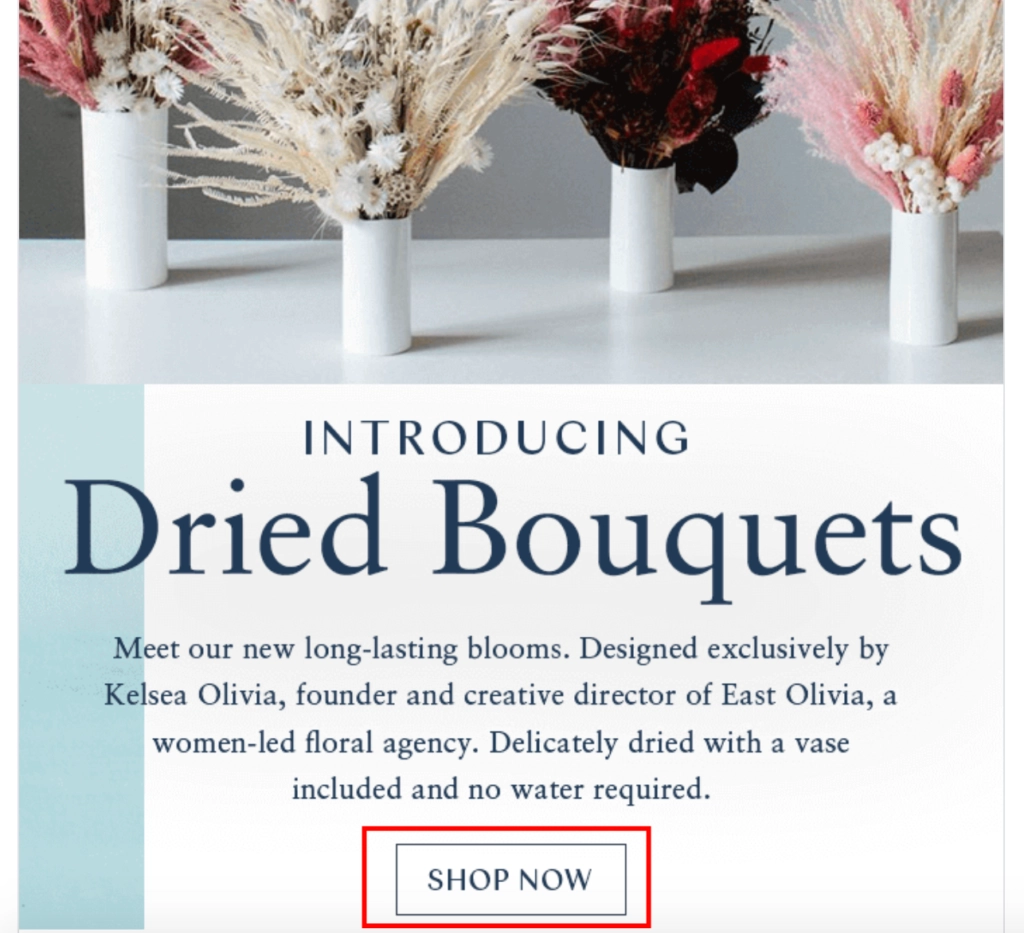 INTRODUCING
Dried Bouquets
Meet our new long-lasting blooms. Designed exclusively by
Kelsea Olivia, founder and creative director of East Olivia, a
women-led floral agency. Delicately dried with a vase
included and no water required.
SHOP NOW